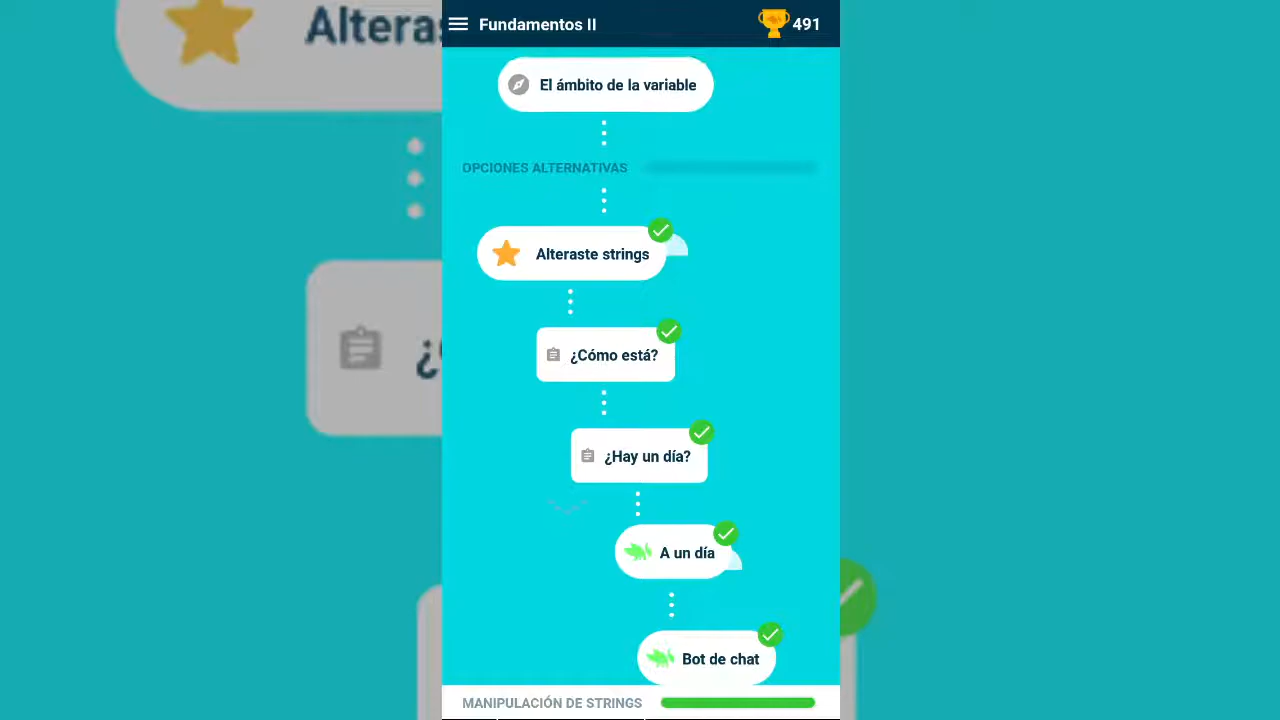 Fundamentos II
491
Alteras
El ámbito de la variable
OPCIONES ALTERNATIVAS
Alteraste strings
¿Cómo está?
¿Hay un día?
A un día
Bot de chat
MANIPULACIÓN DE STRINGS